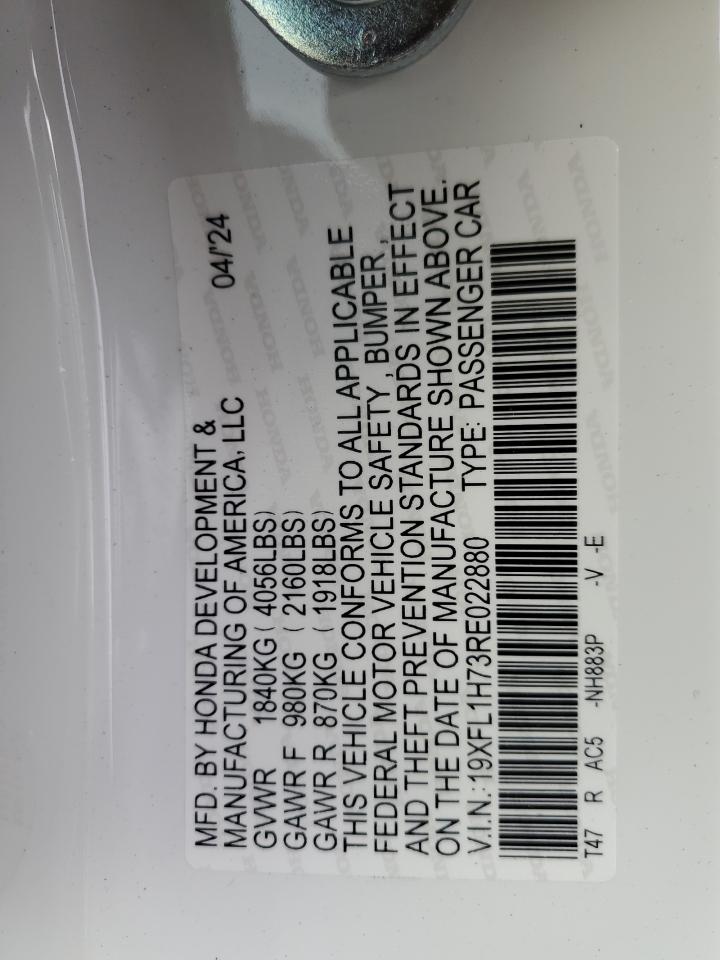 MFD. BY HONDA DEVELOPMENT &
MANUFACTURING OF AMERICA, LLC 04/'24
GVWR 1840KG ( 4056LBS)
GAWR F 980KG ( 2160LBS)
GAWR R 870KG ( 1918LBS)
THIS VEHICLE CONFORMS TO ALL APPLICABLE
FEDERAL MOTOR VEHICLE SAFETY , BUMPER ,
AND THEFT PREVENTION STANDARDS IN EFFECT
ON THE DATE OF MANUFACTURE SHOWN ABOVE.
V.I.N.:19XFL1H73RE022880 TYPE: PASSENGER CAR
T47 R AC5 -NH883P -V -E